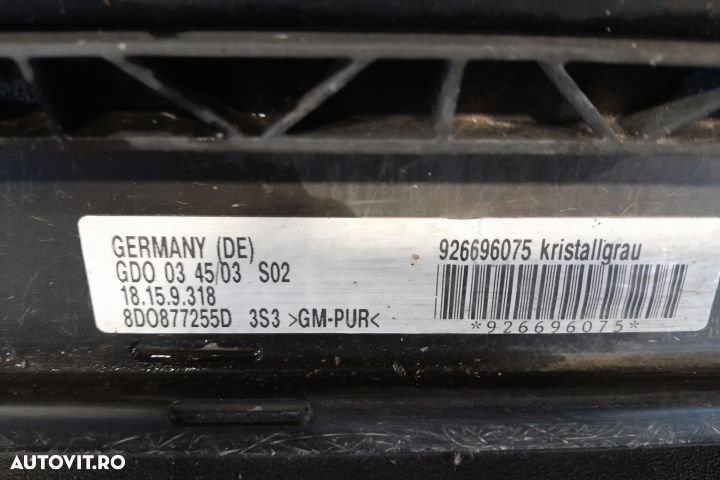 GERMANY (DE)
GDO 03 45/03 S02
18.15.9.318
8DO877255D 3S3 >GM-PUR<
926696075 kristallgrau
*926696075*
AUTOVIT.RO